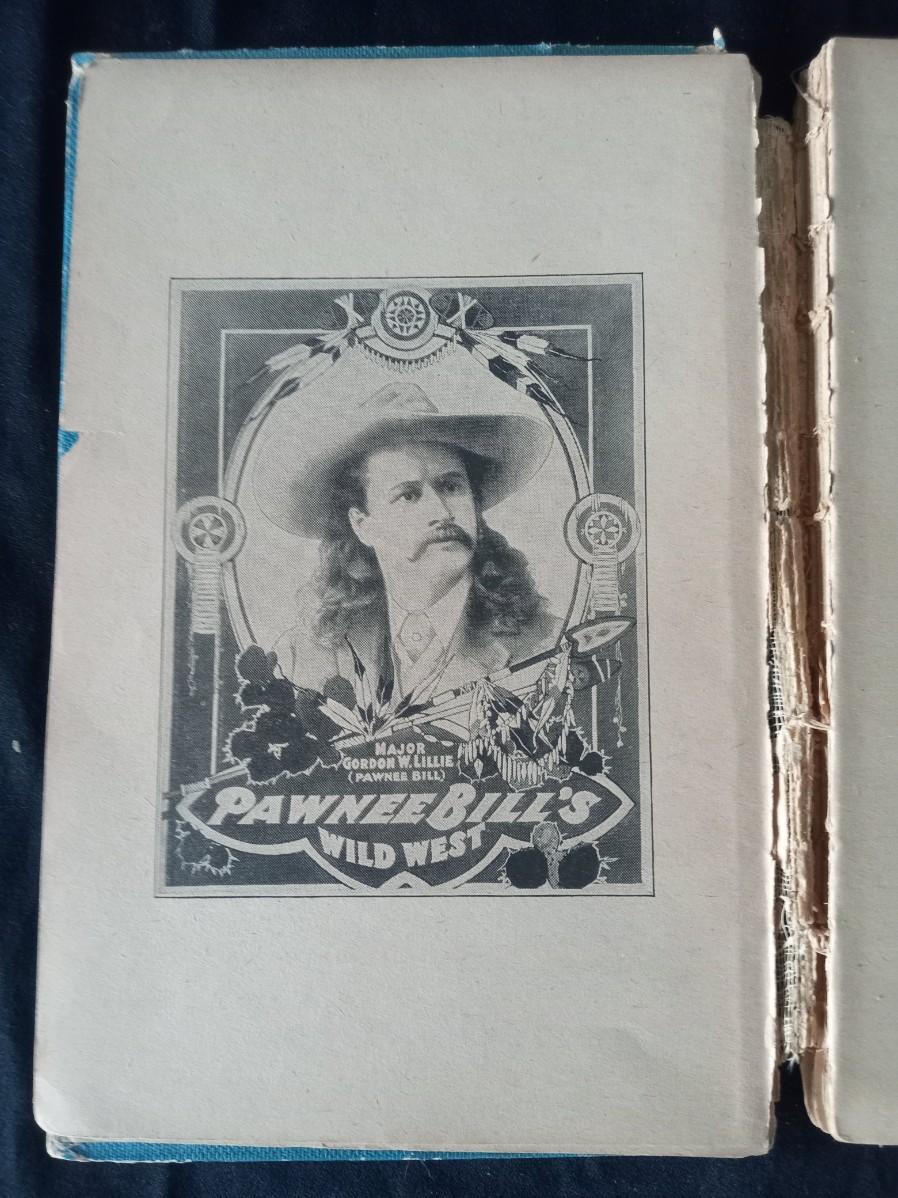 MAJOR
GORDON W. LILLIE
(PAWNEE BILL)
PAWNEE BILL'S
WILD WEST